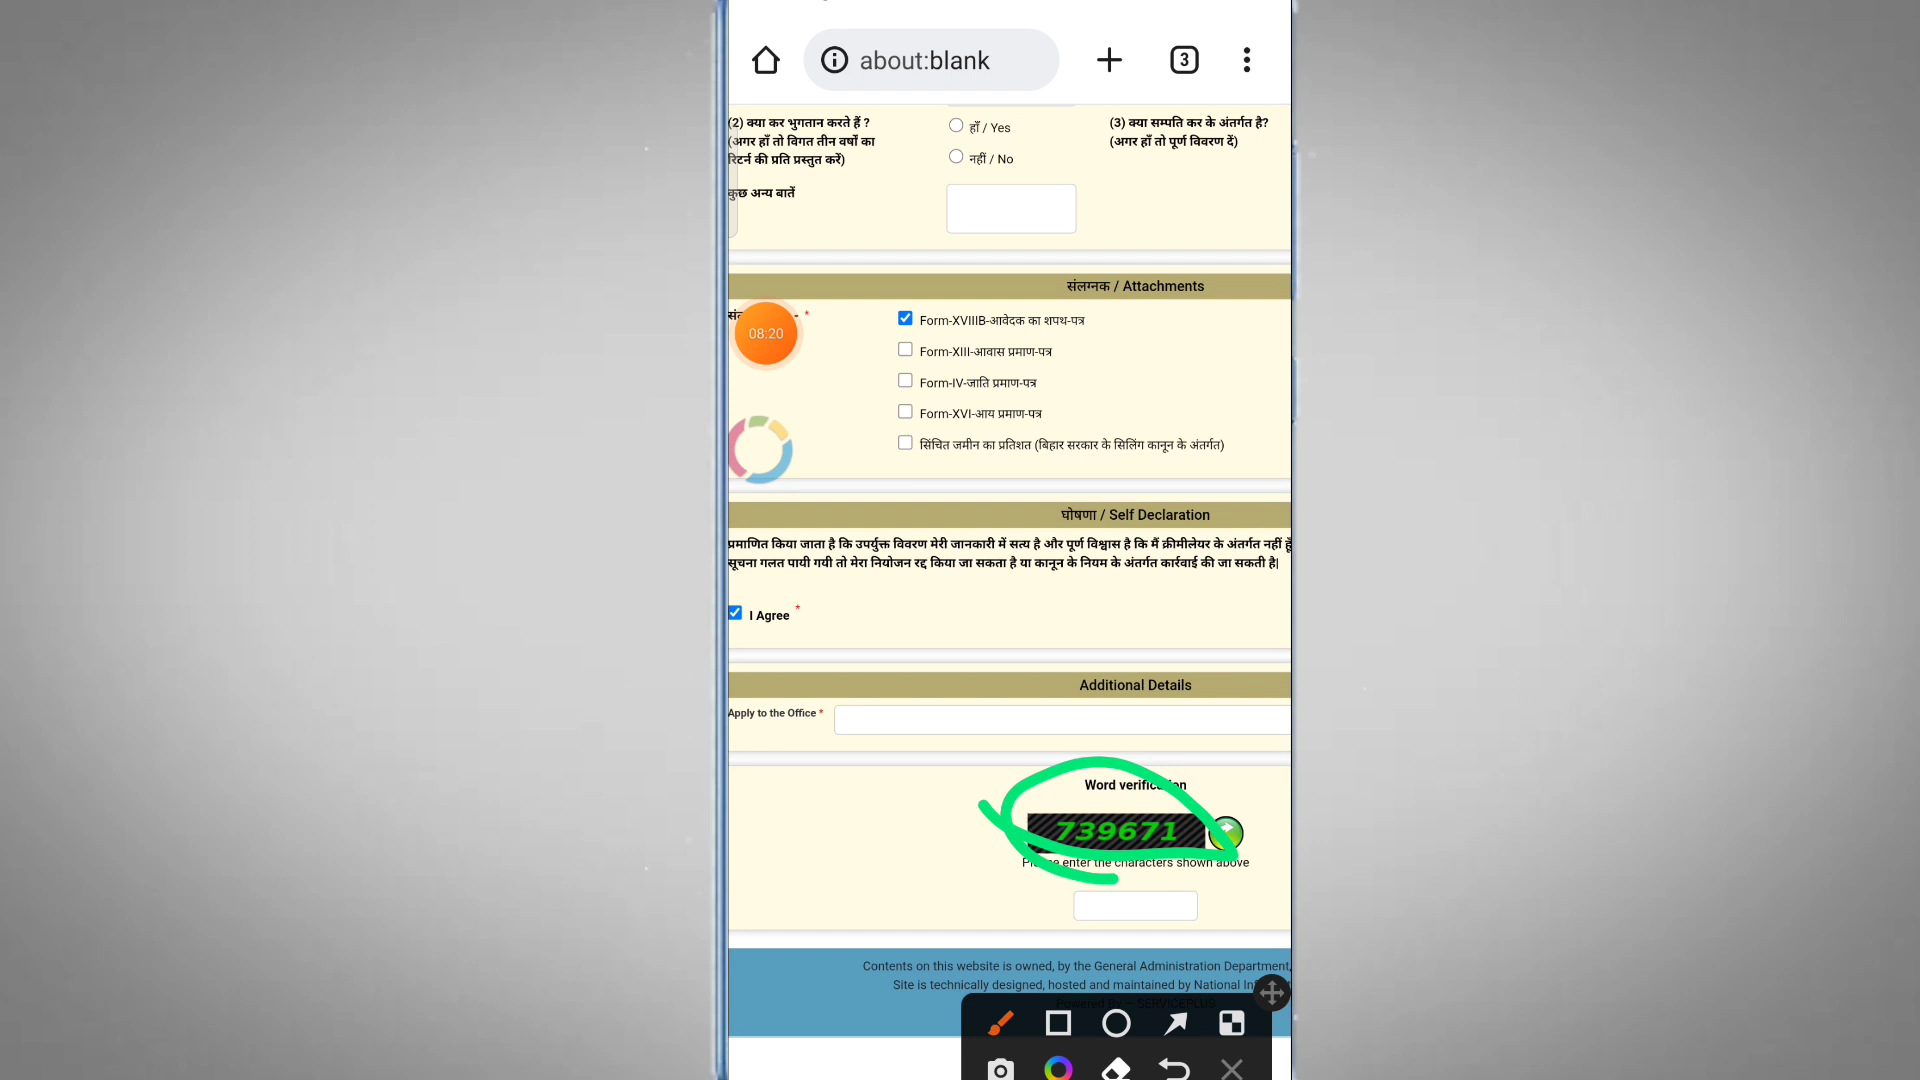 about:blank
3
(2) क्या कर भुगतान करते हैं ?
(अगर हाँ तो विगत तीन वर्षों का
रिटर्न की प्रति प्रस्तुत करें)
हाँ / Yes
नहीं / No
(3) क्या सम्पति कर के अंतर्गत है?
(अगर हाँ तो पूर्ण विवरण दें)
कुछ अन्य बातें
संलग्नक / Attachments
08:20
*
Form-XVIIIB-आवेदक का शपथ-पत्र
Form-XIII-आवास प्रमाण-पत्र
Form-IV-जाति प्रमाण-पत्र
Form-XVI-आय प्रमाण-पत्र
सिंचित जमीन का प्रतिशत (बिहार सरकार के सिलिंग कानून के अंतर्गत)
घोषणा / Self Declaration
प्रमाणित किया जाता है कि उपर्युक्त विवरण मेरी जानकारी में सत्य है और पूर्ण विश्वास है कि मैं क्रीमीलेयर के अंतर्गत नहीं हूँ
सूचना गलत पायी गयी तो मेरा नियोजन रद्द किया जा सकता है या कानून के नियम के अंतर्गत कार्रवाई की जा सकती है|
I Agree *
Additional Details
Apply to the Office *
Word verification
739671
Please enter the characters shown above
Contents on this website is owned, by the General Administration Department,
Site is technically designed, hosted and maintained by National
Powered By :- SERVICEPLUS